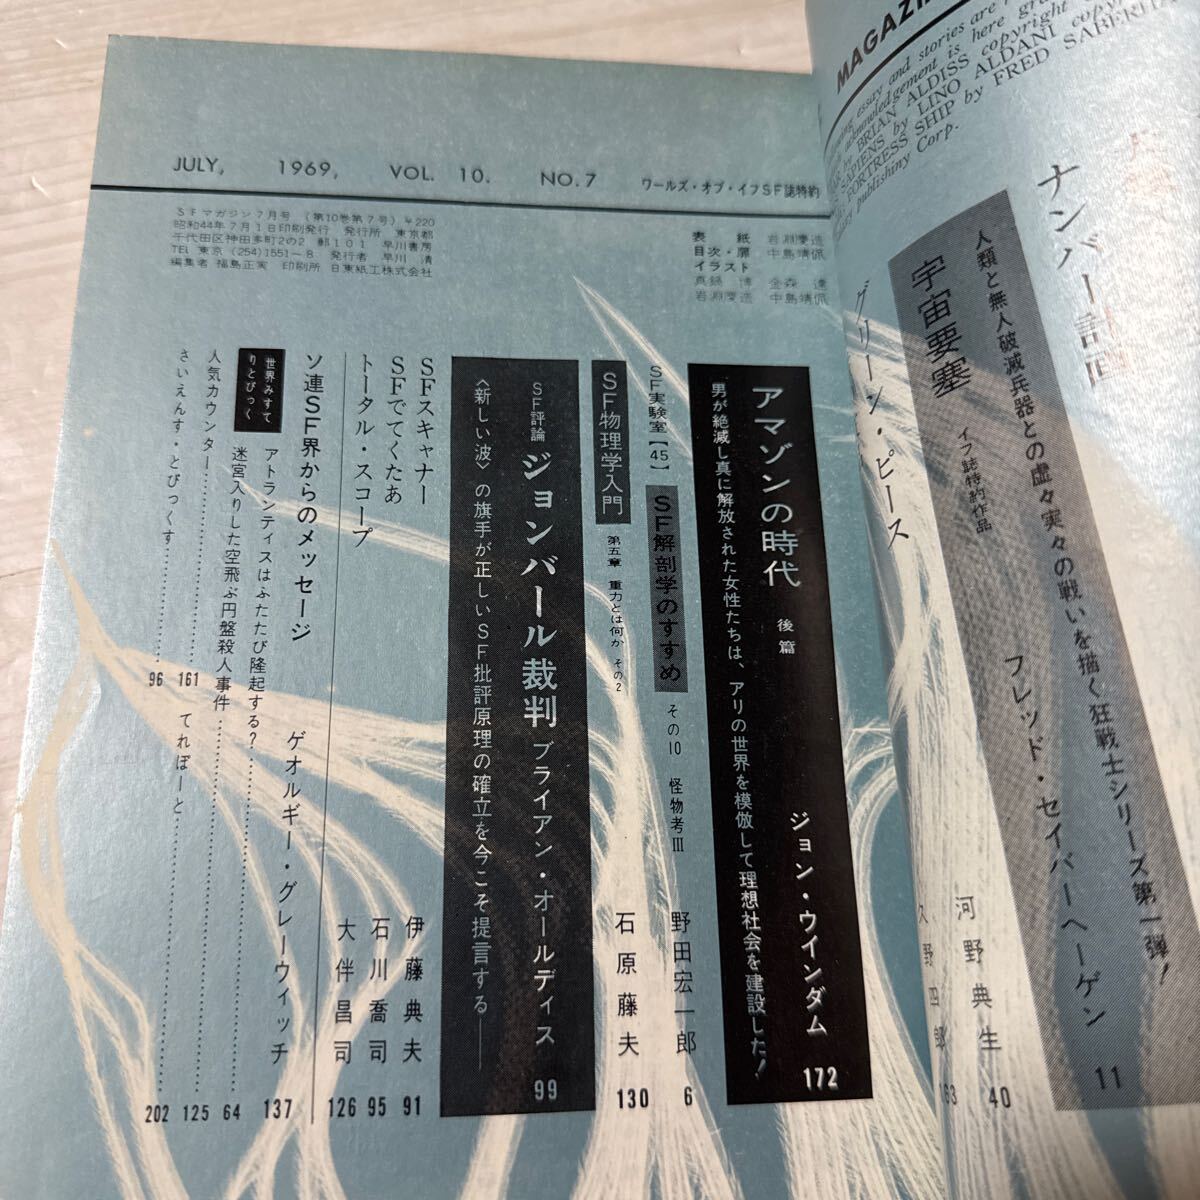 MAGAZIN
ning essay and stories are r
acknowledgement is here gra
by BRIAN ALDISS copyright
SAPIENS by LINO ALDANI copyr
FORTRESS SHIP by FRED SABERHA
publishiny Corp.
ナンバー計画
河野典生
40
グリーン・ピース
久野四郎
163
人類と無人破滅兵器との虚々実々の戦いを描く狂戦士シリーズ第一弾!
宇宙要塞
イフ誌特約作品
フレッド・セイバーヘーゲン
11
JULY, 1969, VOL. 10. NO.7 ワールズ・オブ・イフSF誌特約
SFマガジン7月号 (第10巻第7号) ¥220
昭和44年7月1日印刷発行 発行所 東京都
千代田区神田多町2の2 郵101 早川書房
TEL 東京 (254)1551〜8 発行者 早川 清
編集者 福島正実 印刷所 日東紙工株式会社
表 紙 岩淵慶造
目次・扉 中島靖侃
イラスト
真鍋 博 金森 達
岩淵慶造 中島靖侃
アマゾンの時代 後篇 ジョン・ウインダム 172
男が絶滅し真に解放された女性たちは、アリの世界を模倣して理想社会を建設した!
SF実験室【45】 SF解剖学のすすめ その10 怪物考Ⅲ 野田宏一郎 6
SF物理学入門 第五章 重力とは何か その2 石原藤夫 130
SF評論 ジョンバール裁判 ブライアン・オールディス 99
〈新しい波〉の旗手が正しいSF批評原理の確立を今こそ提言する――
SFスキャナー 伊藤典夫 91
SFでてくたあ 石川喬司 95
トータル・スコープ 大伴昌司 126
ソ連SF界からのメッセージ ゲオルギー・グレーウィッチ 137
世界みすてりとぴっく
アトランティスはふたたび隆起する?………… 64
迷宮入りした空飛ぶ円盤殺人事件………… 125
人気カウンター………… 161 てれぽーと………… 202
さいえんす・とぴっくす………… 96